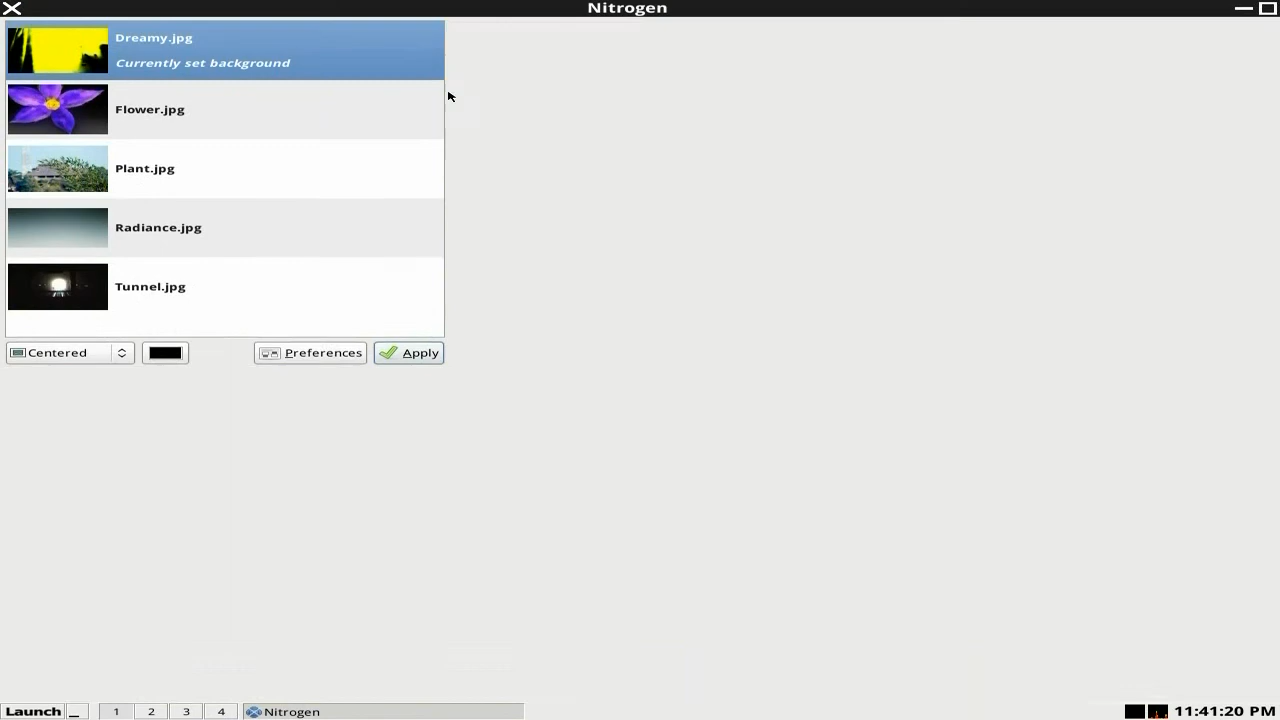 Nitrogen
Dreamy.jpg
Currently set background
Flower.jpg
Plant.jpg
Radiance.jpg
Tunnel.jpg
Centered
Preferences
Apply
Launch _ 1 2 3 4 Nitrogen 11:41:20 PM